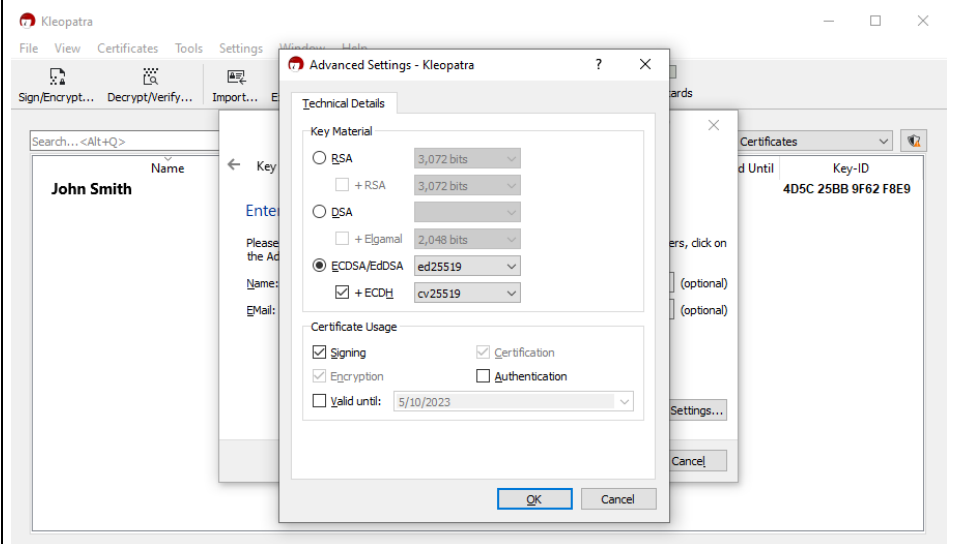 Kleopatra
File View Certificates Tools Settings Window Help
Sign/Encrypt... Decrypt/Verify... Import... E
ards
Search...<Alt+Q>
Certificates
Name
d Until
Key-ID
John Smith
4D5C 25BB 9F62 F8E9
Key
Enter
Please
ers, click on
the Ad
Name:
(optional)
EMail:
(optional)
Settings...
Cancel
Advanced Settings - Kleopatra
?
Technical Details
Key Material
RSA 3,072 bits
+ RSA 3,072 bits
DSA
+ Elgamal 2,048 bits
ECDSA/EdDSA ed25519
+ ECDH cv25519
Certificate Usage
Signing Certification
Encryption Authentication
Valid until: 5/10/2023
OK Cancel